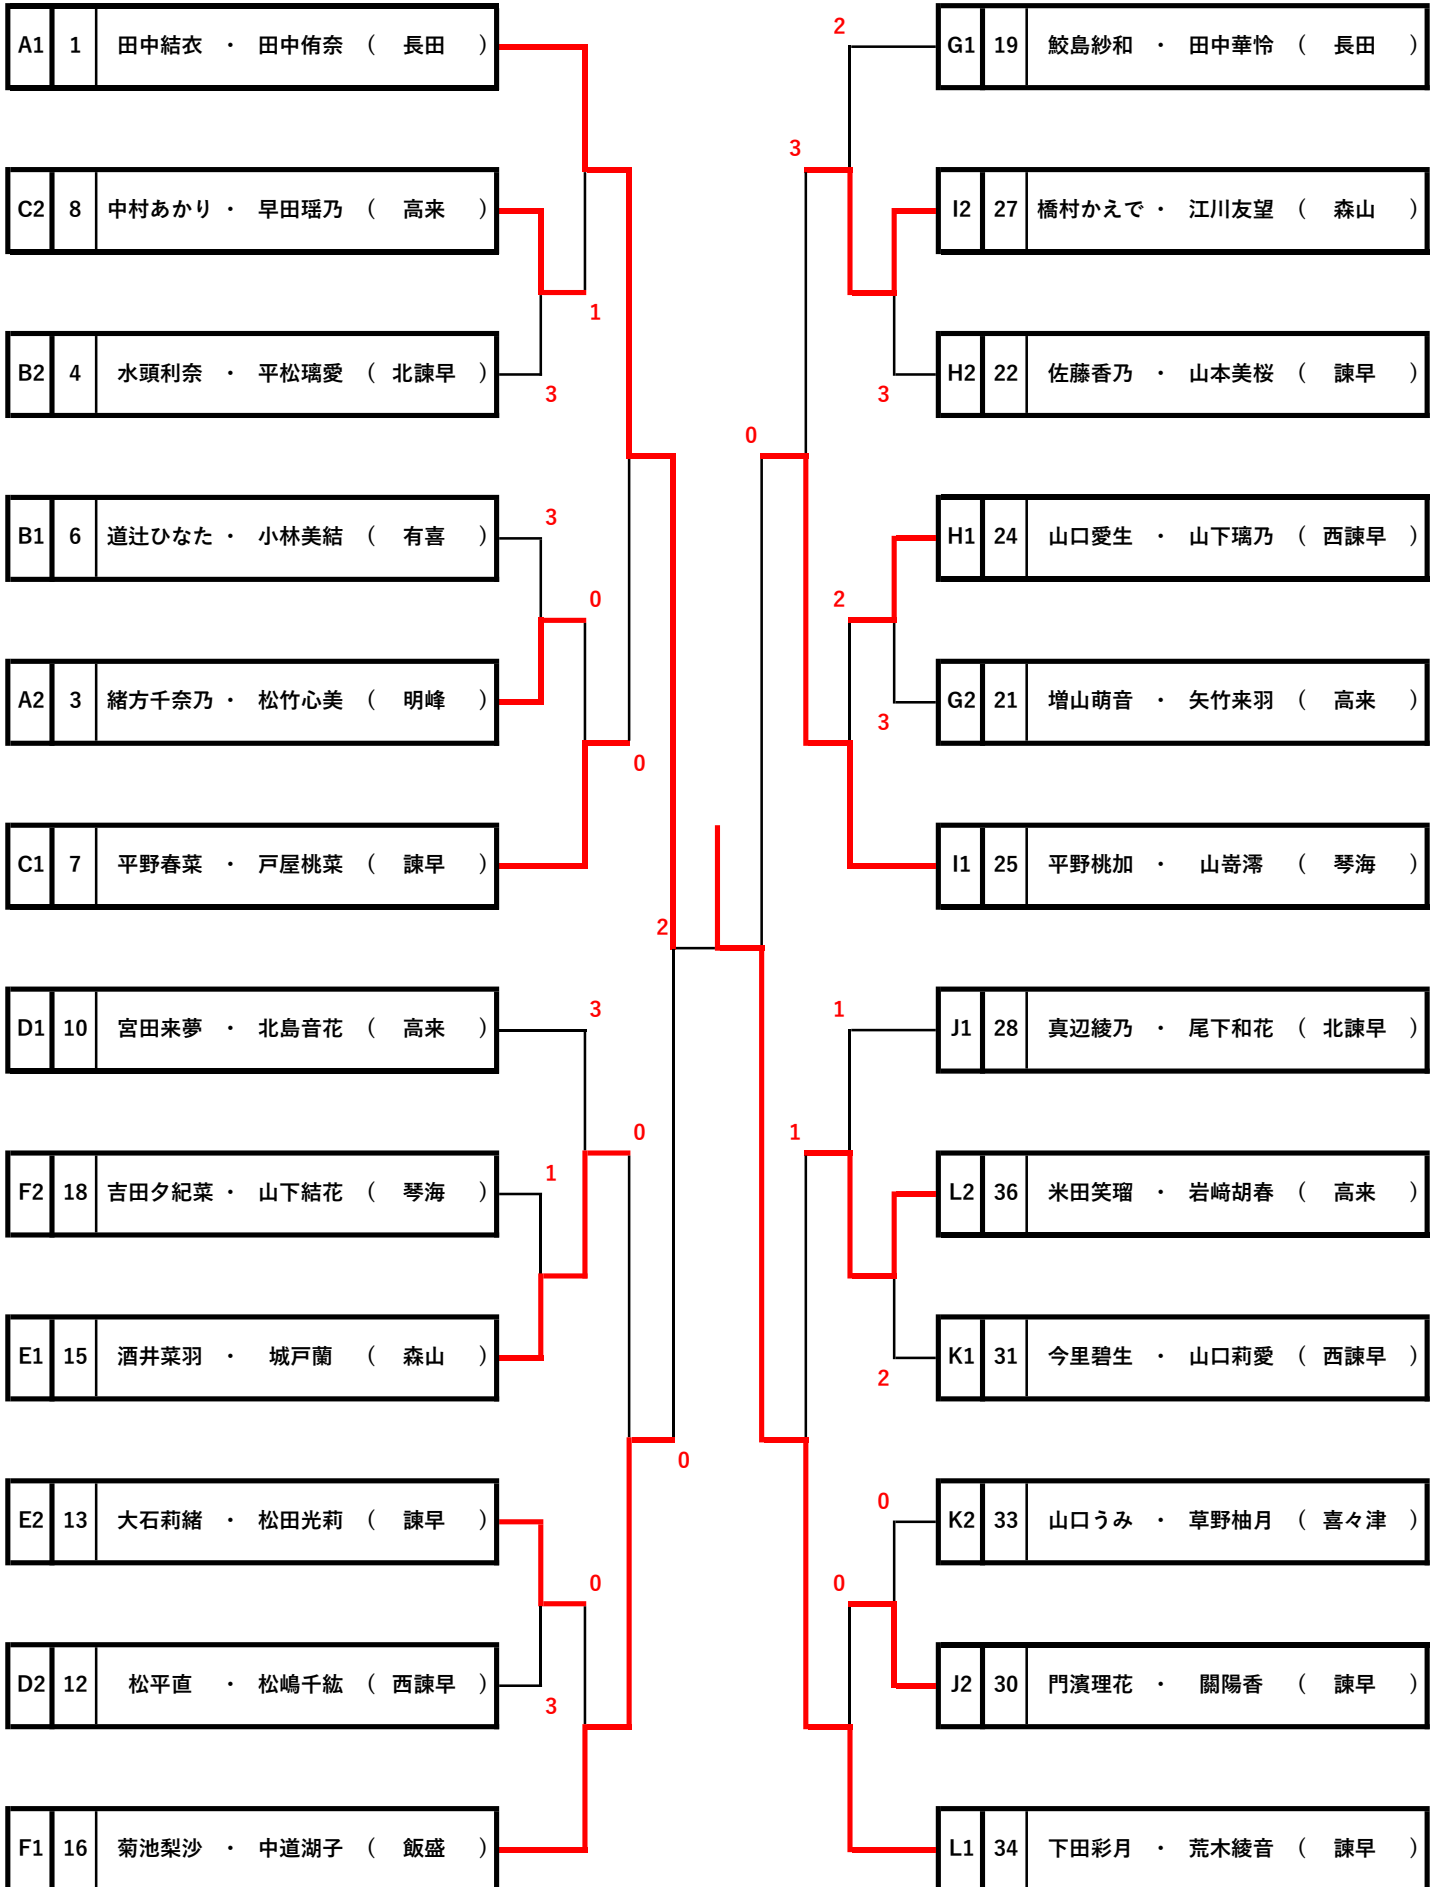 A1 1 田中結衣 ・ 田中侑奈 （ 長田 ）
C2 8 中村あかり ・ 早田瑶乃 （ 高来 ）
1
B2 4 水頭利奈 ・ 平松璃愛 （ 北諫早 ）
3
B1 6 道辻ひなた ・ 小林美結 （ 有喜 ）
3
0
A2 3 緒方千奈乃 ・ 松竹心美 （ 明峰 ）
0
C1 7 平野春菜 ・ 戸屋桃菜 （ 諫早 ）
2
D1 10 宮田来夢 ・ 北島音花 （ 高来 ）
3
0
F2 18 吉田夕紀菜 ・ 山下結花 （ 琴海 ）
1
E1 15 酒井菜羽 ・ 城戸蘭 （ 森山 ）
0
E2 13 大石莉緒 ・ 松田光莉 （ 諫早 ）
0
D2 12 松平直 ・ 松嶋千紘 （ 西諫早 ）
3
F1 16 菊池梨沙 ・ 中道湖子 （ 飯盛 ）
2
G1 19 鮫島紗和 ・ 田中華怜 （ 長田 ）
3
I2 27 橋村かえで ・ 江川友望 （ 森山 ）
H2 22 佐藤香乃 ・ 山本美桜 （ 諫早 ）
3
0
H1 24 山口愛生 ・ 山下璃乃 （ 西諫早 ）
2
G2 21 増山萌音 ・ 矢竹来羽 （ 高来 ）
3
I1 25 平野桃加 ・ 山嵜澪 （ 琴海 ）
1
J1 28 真辺綾乃 ・ 尾下和花 （ 北諫早 ）
1
L2 36 米田笑瑠 ・ 岩﨑胡春 （ 高来 ）
K1 31 今里碧生 ・ 山口莉愛 （ 西諫早 ）
2
0
K2 33 山口うみ ・ 草野柚月 （ 喜々津 ）
0
J2 30 門濱理花 ・ 關陽香 （ 諫早 ）
L1 34 下田彩月 ・ 荒木綾音 （ 諫早 ）